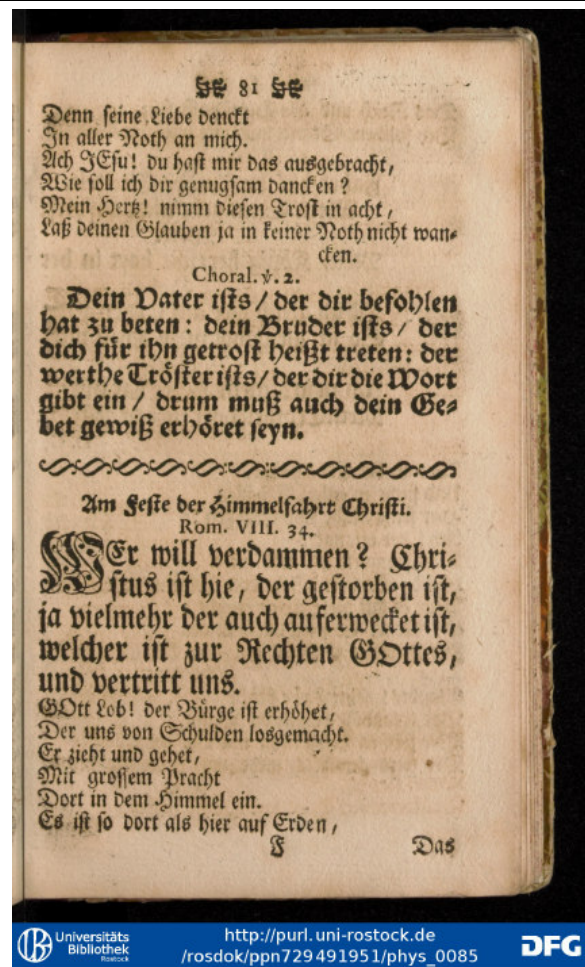 81
Denn seine Liebe denckt
In aller Noth an mich.
Ach JEsu! du hast mir das ausgebracht,
Wie soll ich dir genugsam dancken?
Mein Hertz! nimm diesen Trost in acht,
Laß deinen Glauben ja in keiner Noth nicht wan-
cken.
Choral. v. 2.
Dein Vater ists / der dir befohlen
hat zu beten: dein Bruder ists / der
dich für ihn getrost heißt treten: der
werthe Tröster ists / der dir die Wort
gibt ein / drum muß auch dein Ge-
bet gewiß erhöret seyn.
Am Feste der Himmelfahrt Christi.
Rom. VIII. 34.
WEr will verdammen? Chri-
stus ist hie, der gestorben ist,
ja vielmehr der auch auferwecket ist,
welcher ist zur Rechten GOttes,
und vertritt uns.
GOtt Lob! der Bürge ist erhöhet,
Der uns von Schulden losgemacht.
Er zieht und gehet,
Mit grossem Pracht
Dort in dem Himmel ein.
Es ist so dort als hier auf Erden,
F Das
Universitäts
Bibliothek
Rostock
http://purl.uni-rostock.de
/rosdok/ppn729491951/phys_0085
DFG